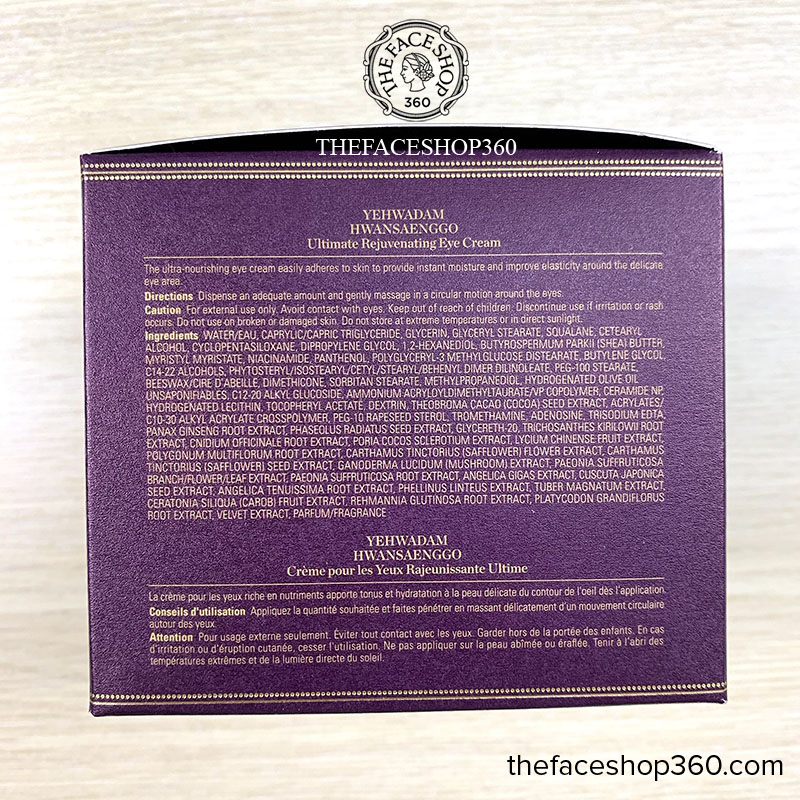 THEFACESHOP
360
THEFACESHOP360
YEHWADAM
HWANSAENGGO
Ultimate Rejuvenating Eye Cream
The ultra-nourishing eye cream easily adheres to skin to provide instant moisture and improve elasticity around the delicate
eye area.
Directions Dispense an adequate amount and gently massage in a circular motion around the eyes.
Caution For external use only. Avoid contact with eyes. Keep out of reach of children. Discontinue use if irritation or rash
occurs. Do not use on broken or damaged skin. Do not store at extreme temperatures or in direct sunlight.
Ingredients WATER/EAU, CAPRYLIC/CAPRIC TRIGLYCERIDE, GLYCERIN, GLYCERYL STEARATE, SQUALANE, CETEARYL
ALCOHOL, CYCLOPENTASILOXANE, DIPROPYLENE GLYCOL, 1,2-HEXANEDIOL, BUTYROSPERMUM PARKII (SHEA) BUTTER,
MYRISTYL MYRISTATE, NIACINAMIDE, PANTHENOL, POLYGLYCERYL-3 METHYLGLUCOSE DISTEARATE, BUTYLENE GLYCOL,
C14-22 ALCOHOLS, PHYTOSTERYL/ISOSTEARYL/CETYL/STEARYL/BEHENYL DIMER DILINOLEATE, PEG-100 STEARATE,
BEESWAX/CIRE D'ABEILLE, DIMETHICONE, SORBITAN STEARATE, METHYLPROPANEDIOL, HYDROGENATED OLIVE OIL
UNSAPONIFIABLES, C12-20 ALKYL GLUCOSIDE, AMMONIUM ACRYLOYLDIMETHYLTAURATE/VP COPOLYMER, CERAMIDE NP,
HYDROGENATED LECITHIN, TOCOPHERYL ACETATE, DEXTRIN, THEOBROMA CACAO (COCOA) SEED EXTRACT, ACRYLATES/
C10-30 ALKYL ACRYLATE CROSSPOLYMER, PEG-10 RAPESEED STEROL, TROMETHAMINE, ADENOSINE, TRISODIUM EDTA,
PANAX GINSENG ROOT EXTRACT, PHASEOLUS RADIATUS SEED EXTRACT, GLYCERETH-20, TRICHOSANTHES KIRILOWII ROOT
EXTRACT, CNIDIUM OFFICINALE ROOT EXTRACT, PORIA COCOS SCLEROTIUM EXTRACT, LYCIUM CHINENSE FRUIT EXTRACT,
POLYGONUM MULTIFLORUM ROOT EXTRACT, CARTHAMUS TINCTORIUS (SAFFLOWER) FLOWER EXTRACT, CARTHAMUS
TINCTORIUS (SAFFLOWER) SEED EXTRACT, GANODERMA LUCIDUM (MUSHROOM) EXTRACT, PAEONIA SUFFRUTICOSA
BRANCH/FLOWER/LEAF EXTRACT, PAEONIA SUFFRUTICOSA ROOT EXTRACT, ANGELICA GIGAS EXTRACT, CUSCUTA JAPONICA
SEED EXTRACT, ANGELICA TENUISSIMA ROOT EXTRACT, PHELLINUS LINTEUS EXTRACT, TUBER MAGNATUM EXTRACT,
CERATONIA SILIQUA (CAROB) FRUIT EXTRACT, REHMANNIA GLUTINOSA ROOT EXTRACT, PLATYCODON GRANDIFLORUS
ROOT EXTRACT, VELVET EXTRACT, PARFUM/FRAGRANCE
YEHWADAM
HWANSAENGGO
Crème pour les Yeux Rajeunissante Ultime
La crème pour les yeux riche en nutriments apporte tonus et hydratation à la peau délicate du contour de l'oeil dès l'application.
Conseils d'utilisation Appliquez la quantité souhaitée et faites pénétrer en massant délicatement d'un mouvement circulaire
autour des yeux.
Attention Pour usage externe seulement. Éviter tout contact avec les yeux. Garder hors de la portée des enfants. En cas
d'irritation ou d'éruption cutanée, cesser l'utilisation. Ne pas appliquer sur la peau abîmée ou éraflée. Tenir à l'abri des
températures extrêmes et de la lumière directe du soleil.
thefaceshop360.com